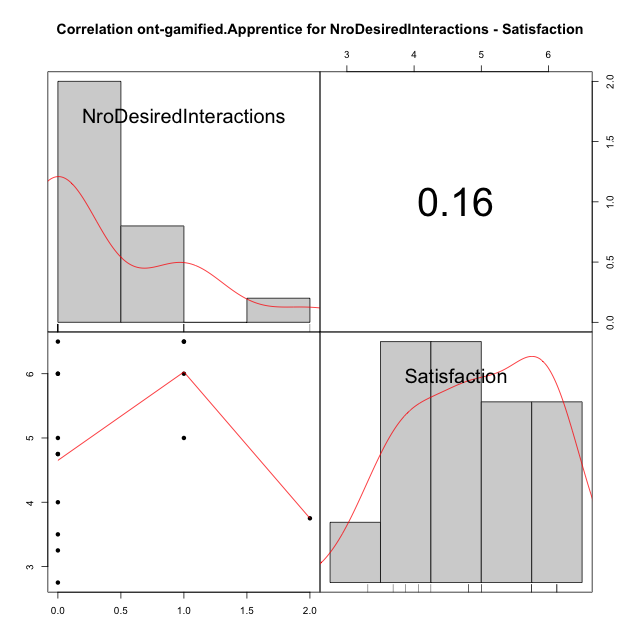 Correlation ont-gamified.Apprentice for NroDesiredInteractions - Satisfaction
3 4 5 6
NroDesiredInteractions
0.16
2.0
1.5
1.0
0.5
0.0
6
5
4
3
Satisfaction
0.0 0.5 1.0 1.5 2.0